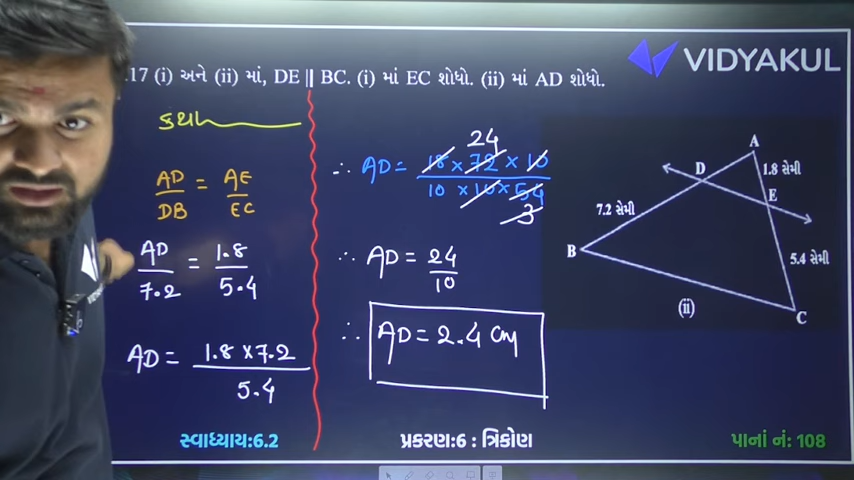 VIDYAKUL
.17 (i) અને (ii) માં, DE || BC. (i) માં EC શોધો. (ii) માં AD શોધો.
AD/DB = AE/EC
AD/7.2 = 1.8/5.4
AD = 1.8 × 7.2 / 5.4
24
∴ AD = 18 × 72 × 10 / 10 × 10 × 54
3
∴ AD = 24/10
∴ AD = 2.4 cm
A
D
1.8 સેમી
E
7.2 સેમી
B
5.4 સેમી
(ii)
C
સ્વાધ્યાય:6.2
પ્રકરણ:6 : ત્રિકોણ
પાનાં નં: 108